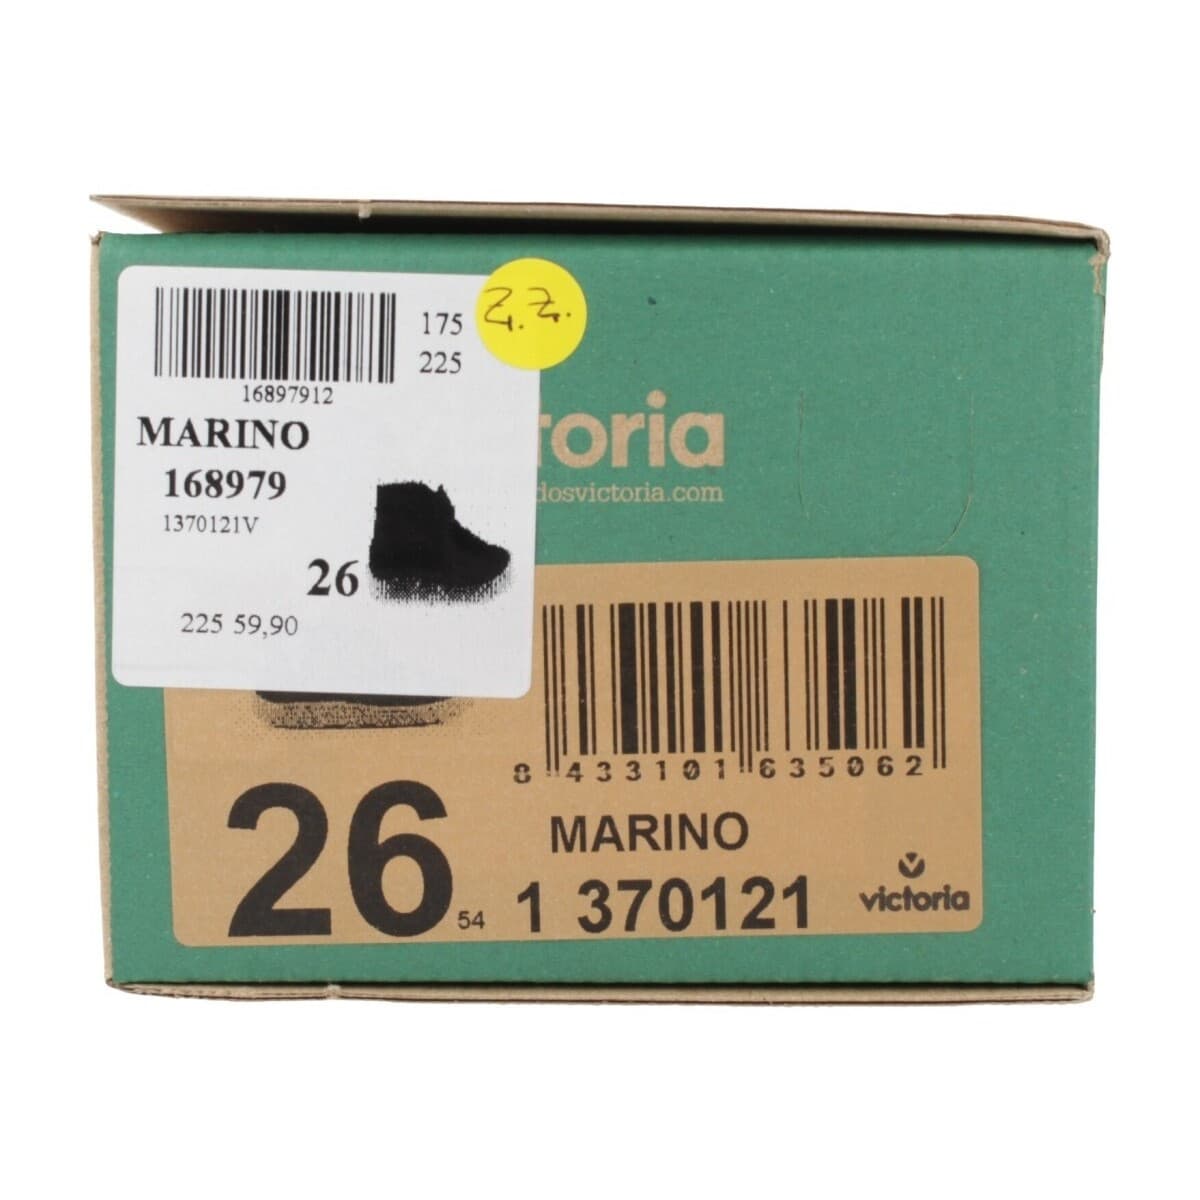 175
225
Z.Z.
16897912
MARINO
168979
1370121V
26
225 59,90
toria
dosvictoria.com
8 433101 635062
MARINO
26
54
1 370121
victoria